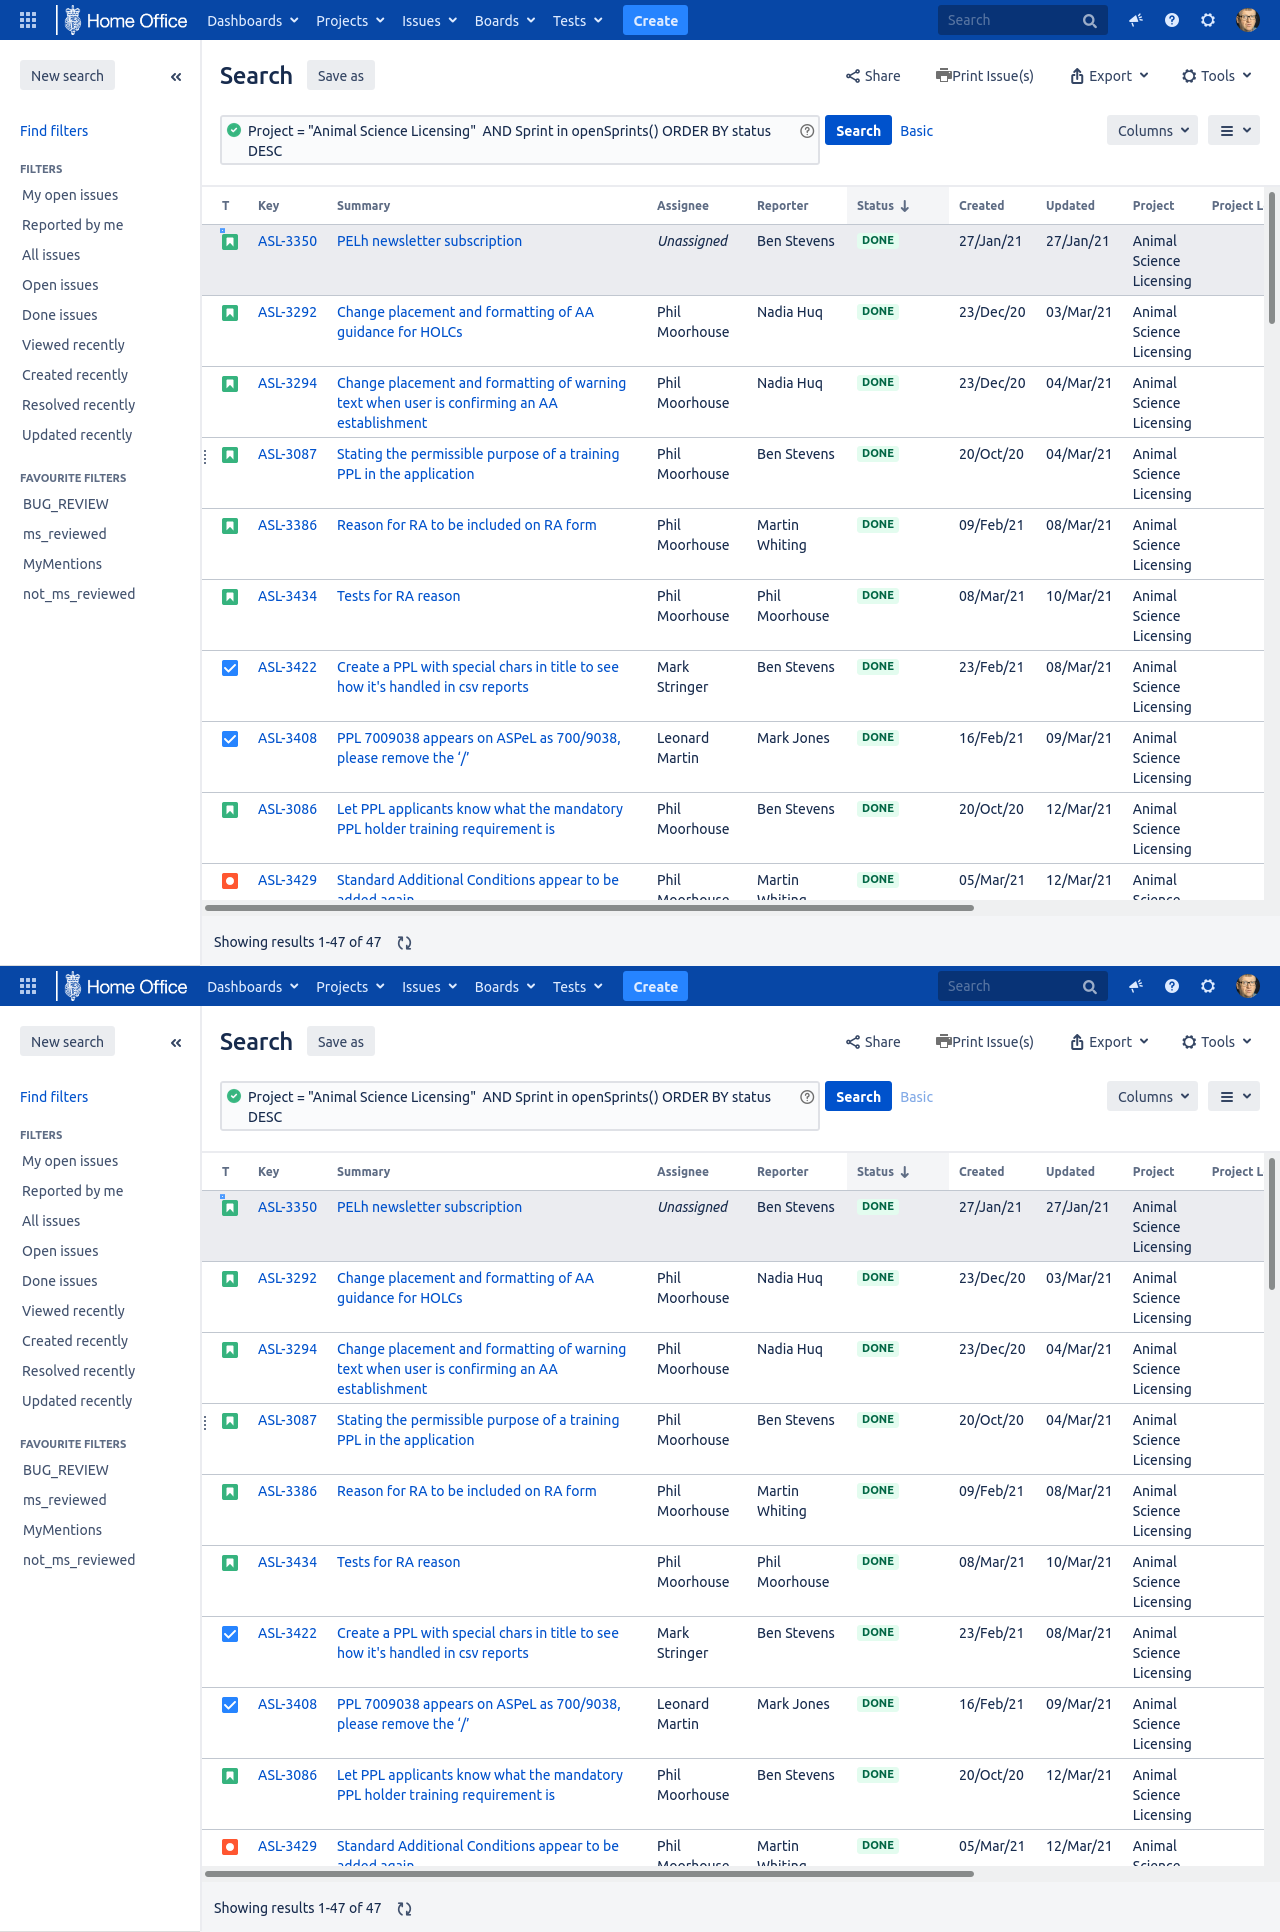 Home Office Dashboards Projects Issues Boards Tests Create Search
New search
Search Save as Share Print Issue(s) Export Tools
Find filters
Project = "Animal Science Licensing"  AND Sprint in openSprints() ORDER BY status
DESC
Search Basic Columns
FILTERS
My open issues
Reported by me
All issues
Open issues
Done issues
Viewed recently
Created recently
Resolved recently
Updated recently
FAVOURITE FILTERS
BUG_REVIEW
ms_reviewed
MyMentions
not_ms_reviewed
T Key Summary Assignee Reporter Status Created Updated Project Project L
ASL-3350 PELh newsletter subscription Unassigned Ben Stevens DONE 27/Jan/21 27/Jan/21 Animal
Science
Licensing
ASL-3292 Change placement and formatting of AA Phil Nadia Huq DONE 23/Dec/20 03/Mar/21 Animal
guidance for HOLCs Moorhouse Science
Licensing
ASL-3294 Change placement and formatting of warning Phil Nadia Huq DONE 23/Dec/20 04/Mar/21 Animal
text when user is confirming an AA Moorhouse Science
establishment Licensing
ASL-3087 Stating the permissible purpose of a training Phil Ben Stevens DONE 20/Oct/20 04/Mar/21 Animal
PPL in the application Moorhouse Science
Licensing
ASL-3386 Reason for RA to be included on RA form Phil Martin DONE 09/Feb/21 08/Mar/21 Animal
Moorhouse Whiting Science
Licensing
ASL-3434 Tests for RA reason Phil Phil DONE 08/Mar/21 10/Mar/21 Animal
Moorhouse Moorhouse Science
Licensing
ASL-3422 Create a PPL with special chars in title to see Mark Ben Stevens DONE 23/Feb/21 08/Mar/21 Animal
how it's handled in csv reports Stringer Science
Licensing
ASL-3408 PPL 7009038 appears on ASPeL as 700/9038, Leonard Mark Jones DONE 16/Feb/21 09/Mar/21 Animal
please remove the ‘/’ Martin Science
Licensing
ASL-3086 Let PPL applicants know what the mandatory Phil Ben Stevens DONE 20/Oct/20 12/Mar/21 Animal
PPL holder training requirement is Moorhouse Science
Licensing
ASL-3429 Standard Additional Conditions appear to be Phil Martin DONE 05/Mar/21 12/Mar/21 Animal
added again Moorhouse Whiting Science
Showing results 1-47 of 47
Home Office Dashboards Projects Issues Boards Tests Create Search
New search
Search Save as Share Print Issue(s) Export Tools
Find filters
Project = "Animal Science Licensing"  AND Sprint in openSprints() ORDER BY status
DESC
Search Basic Columns
FILTERS
My open issues
Reported by me
All issues
Open issues
Done issues
Viewed recently
Created recently
Resolved recently
Updated recently
FAVOURITE FILTERS
BUG_REVIEW
ms_reviewed
MyMentions
not_ms_reviewed
T Key Summary Assignee Reporter Status Created Updated Project Project L
ASL-3350 PELh newsletter subscription Unassigned Ben Stevens DONE 27/Jan/21 27/Jan/21 Animal
Science
Licensing
ASL-3292 Change placement and formatting of AA Phil Nadia Huq DONE 23/Dec/20 03/Mar/21 Animal
guidance for HOLCs Moorhouse Science
Licensing
ASL-3294 Change placement and formatting of warning Phil Nadia Huq DONE 23/Dec/20 04/Mar/21 Animal
text when user is confirming an AA Moorhouse Science
establishment Licensing
ASL-3087 Stating the permissible purpose of a training Phil Ben Stevens DONE 20/Oct/20 04/Mar/21 Animal
PPL in the application Moorhouse Science
Licensing
ASL-3386 Reason for RA to be included on RA form Phil Martin DONE 09/Feb/21 08/Mar/21 Animal
Moorhouse Whiting Science
Licensing
ASL-3434 Tests for RA reason Phil Phil DONE 08/Mar/21 10/Mar/21 Animal
Moorhouse Moorhouse Science
Licensing
ASL-3422 Create a PPL with special chars in title to see Mark Ben Stevens DONE 23/Feb/21 08/Mar/21 Animal
how it's handled in csv reports Stringer Science
Licensing
ASL-3408 PPL 7009038 appears on ASPeL as 700/9038, Leonard Mark Jones DONE 16/Feb/21 09/Mar/21 Animal
please remove the ‘/’ Martin Science
Licensing
ASL-3086 Let PPL applicants know what the mandatory Phil Ben Stevens DONE 20/Oct/20 12/Mar/21 Animal
PPL holder training requirement is Moorhouse Science
Licensing
ASL-3429 Standard Additional Conditions appear to be Phil Martin DONE 05/Mar/21 12/Mar/21 Animal
added again Moorhouse Whiting Science
Showing results 1-47 of 47